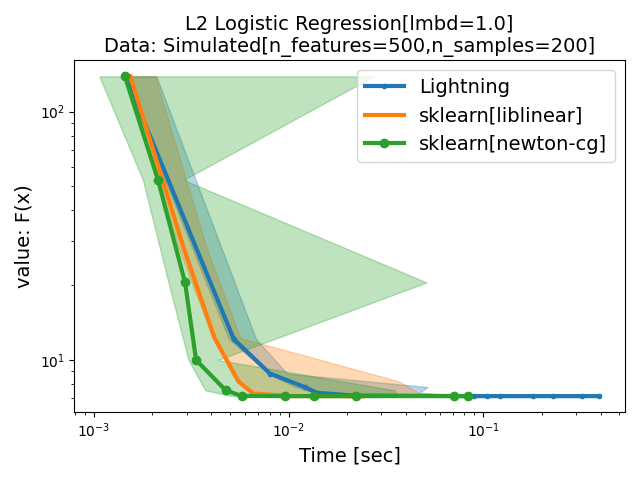 L2 Logistic Regression[lmbd=1.0]
Data: Simulated[n_features=500,n_samples=200]
Lightning
sklearn[liblinear]
sklearn[newton-cg]
value: F(x)
10²
10¹
10⁻³
10⁻²
10⁻¹
Time [sec]